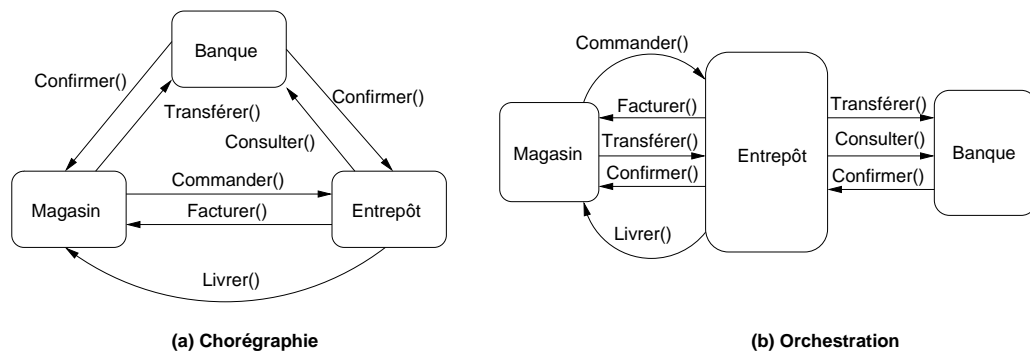 Banque
Confirmer()
Confirmer()
Transférer()
Consulter()
Magasin
Commander()
Facturer()
Entrepôt
Livrer()
(a) Chorégraphie
Commander()
Magasin
Facturer()
Transférer()
Confirmer()
Livrer()
Entrepôt
Transférer()
Consulter()
Confirmer()
Banque
(b) Orchestration